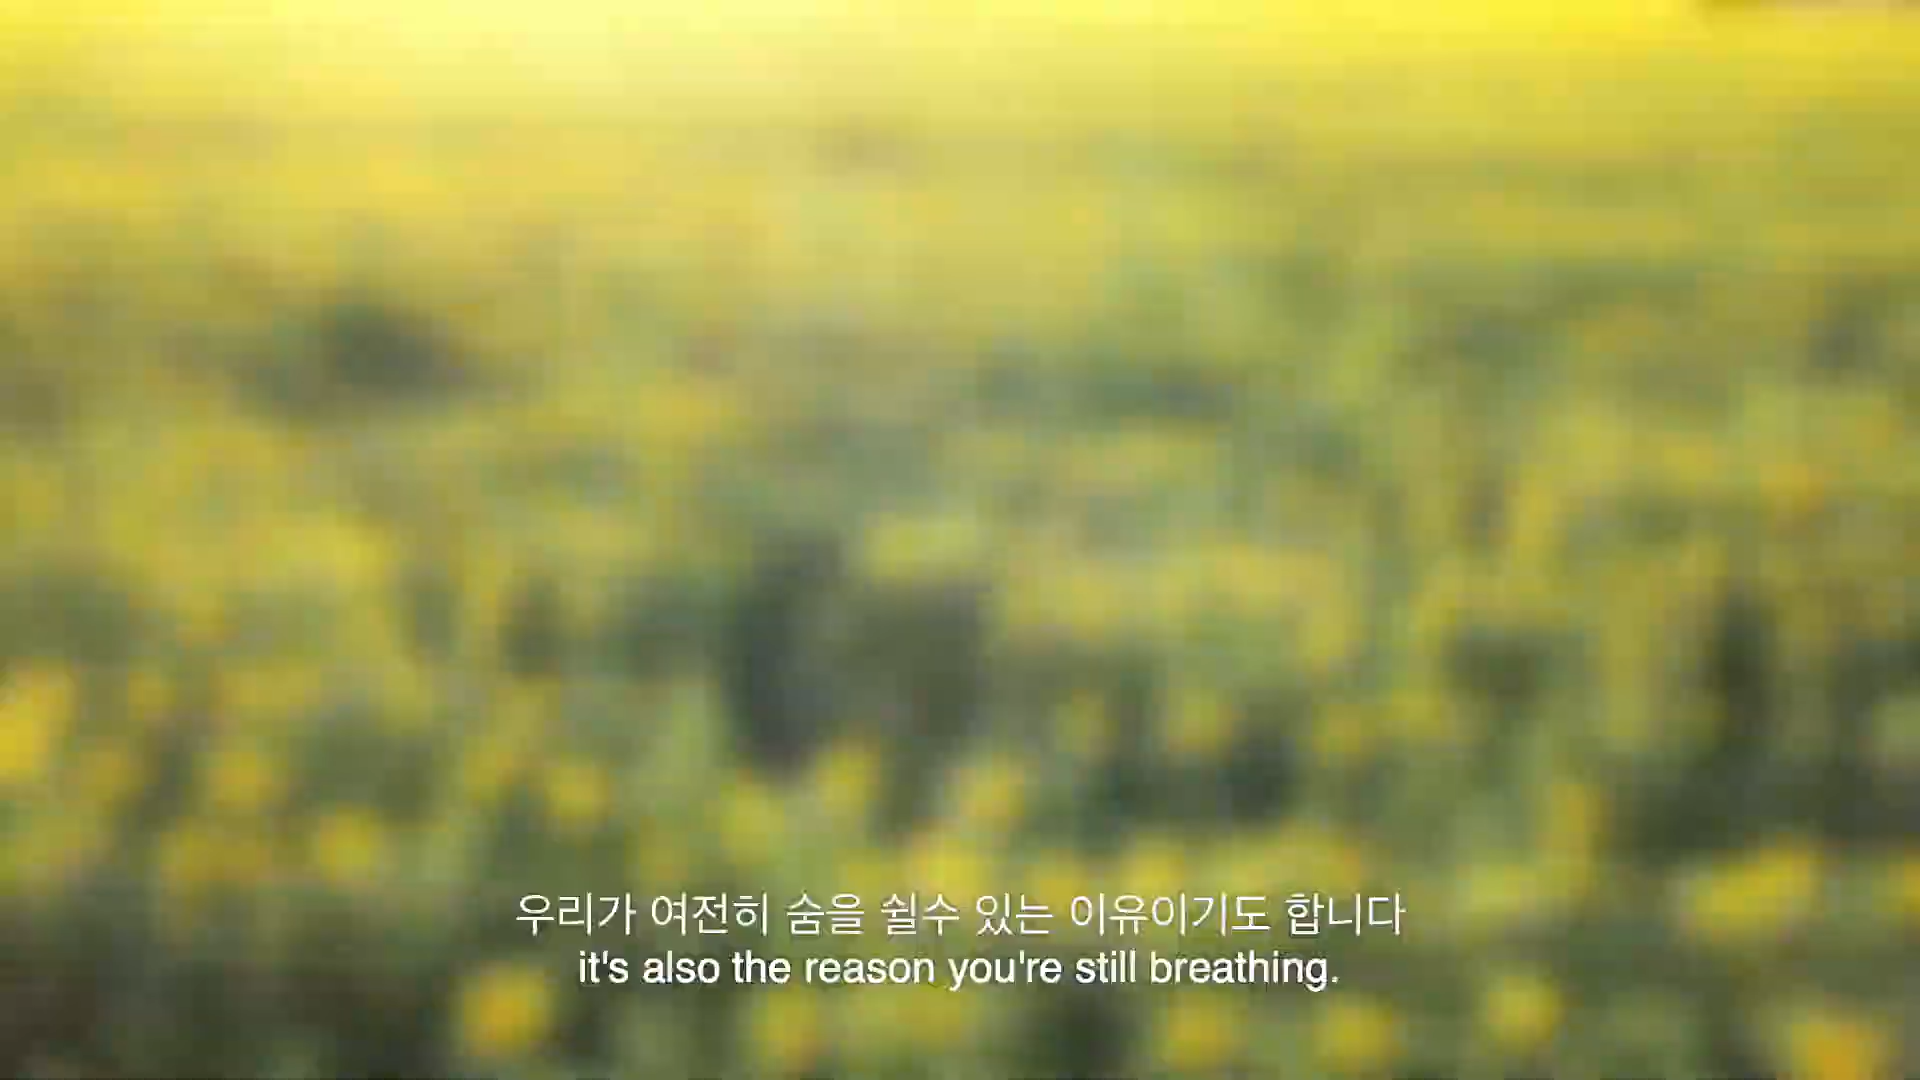 우리가 여전히 숨을 쉴수 있는 이유이기도 합니다
it's also the reason you're still breathing.